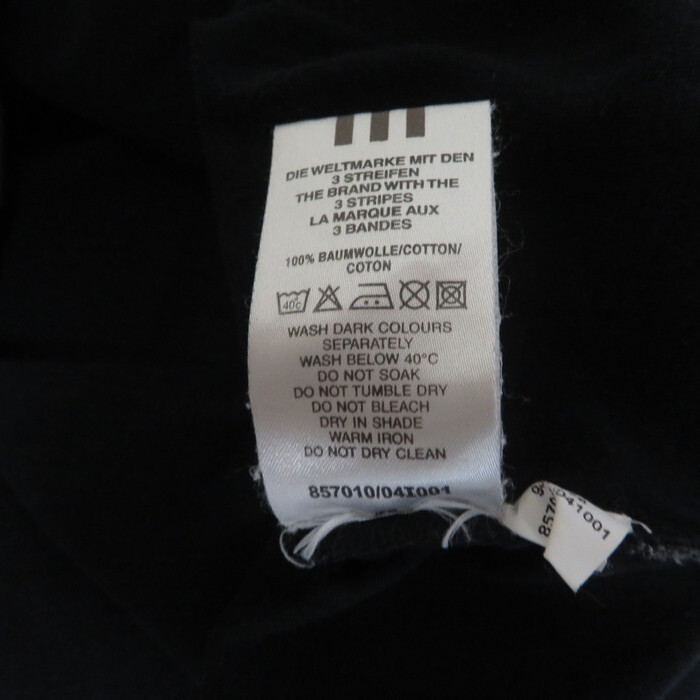 DIE WELTMARKE MIT DEN
3 STREIFEN
THE BRAND WITH THE
3 STRIPES
LA MARQUE AUX
3 BANDES
100% BAUMWOLLE/COTTON/
COTON
40C
WASH DARK COLOURS
SEPARATELY
WASH BELOW 40°C
DO NOT SOAK
DO NOT TUMBLE DRY
DO NOT BLEACH
DRY IN SHADE
WARM IRON
DO NOT DRY CLEAN
857010/04I001
041001